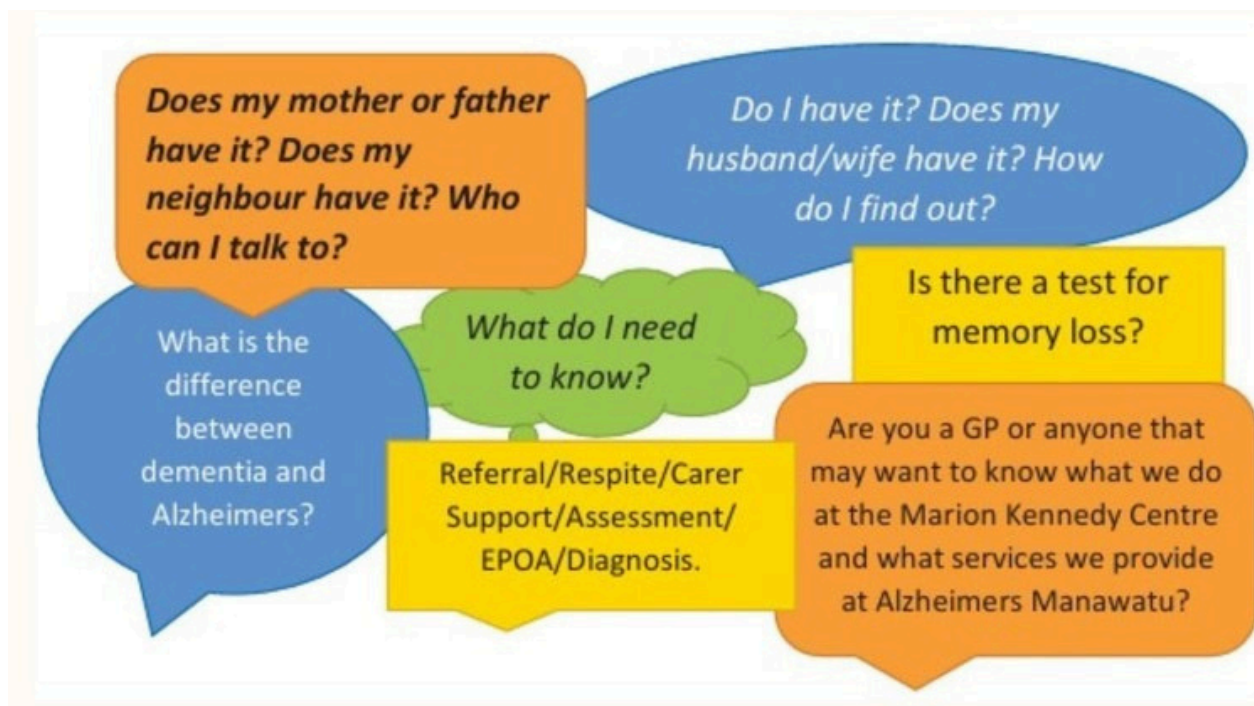 Does my mother or father
have it? Does my
neighbour have it? Who
can I talk to?
Do I have it? Does my
husband/wife have it? How
do I find out?
Is there a test for
memory loss?
What do I need
to know?
What is the
difference
between
dementia and
Alzheimers?
Referral/Respite/Carer
Support/Assessment/
EPOA/Diagnosis.
Are you a GP or anyone that
may want to know what we do
at the Marion Kennedy Centre
and what services we provide
at Alzheimers Manawatu?